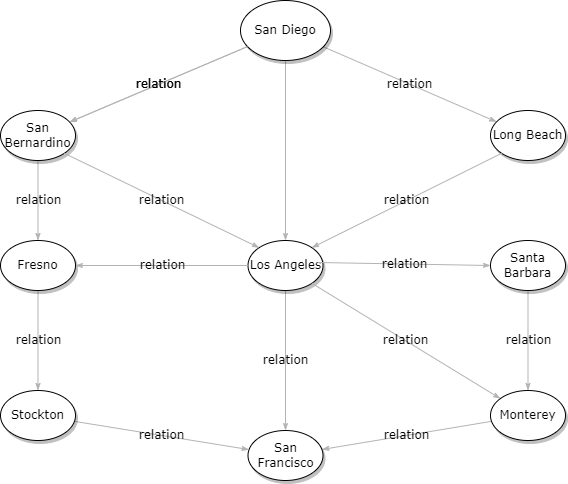 San Diego
relation
relation
San
Bernardino
Long Beach
relation
relation
relation
Fresno
relation
Los Angeles
relation
Santa
Barbara
relation
relation
relation
relation
Stockton
Monterey
relation
relation
San
Francisco